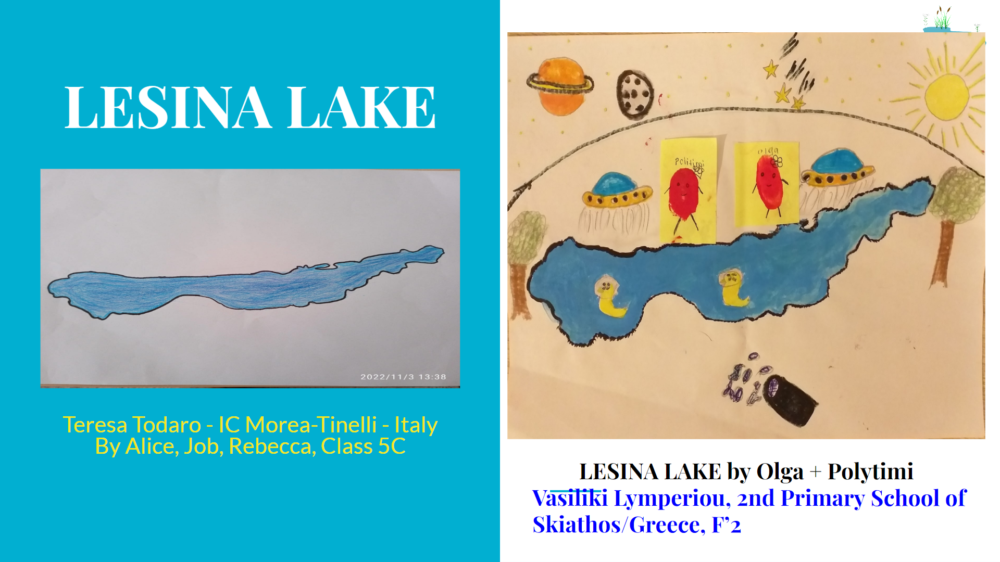 LESINA LAKE
2022/11/3 13:38
Teresa Todaro - IC Morea-Tinelli - Italy
By Alice, Job, Rebecca, Class 5C
Politimi
olga
LESINA LAKE by Olga + Polytimi
Vasiliki Lymperiou, 2nd Primary School of
Skiathos/Greece, F’2